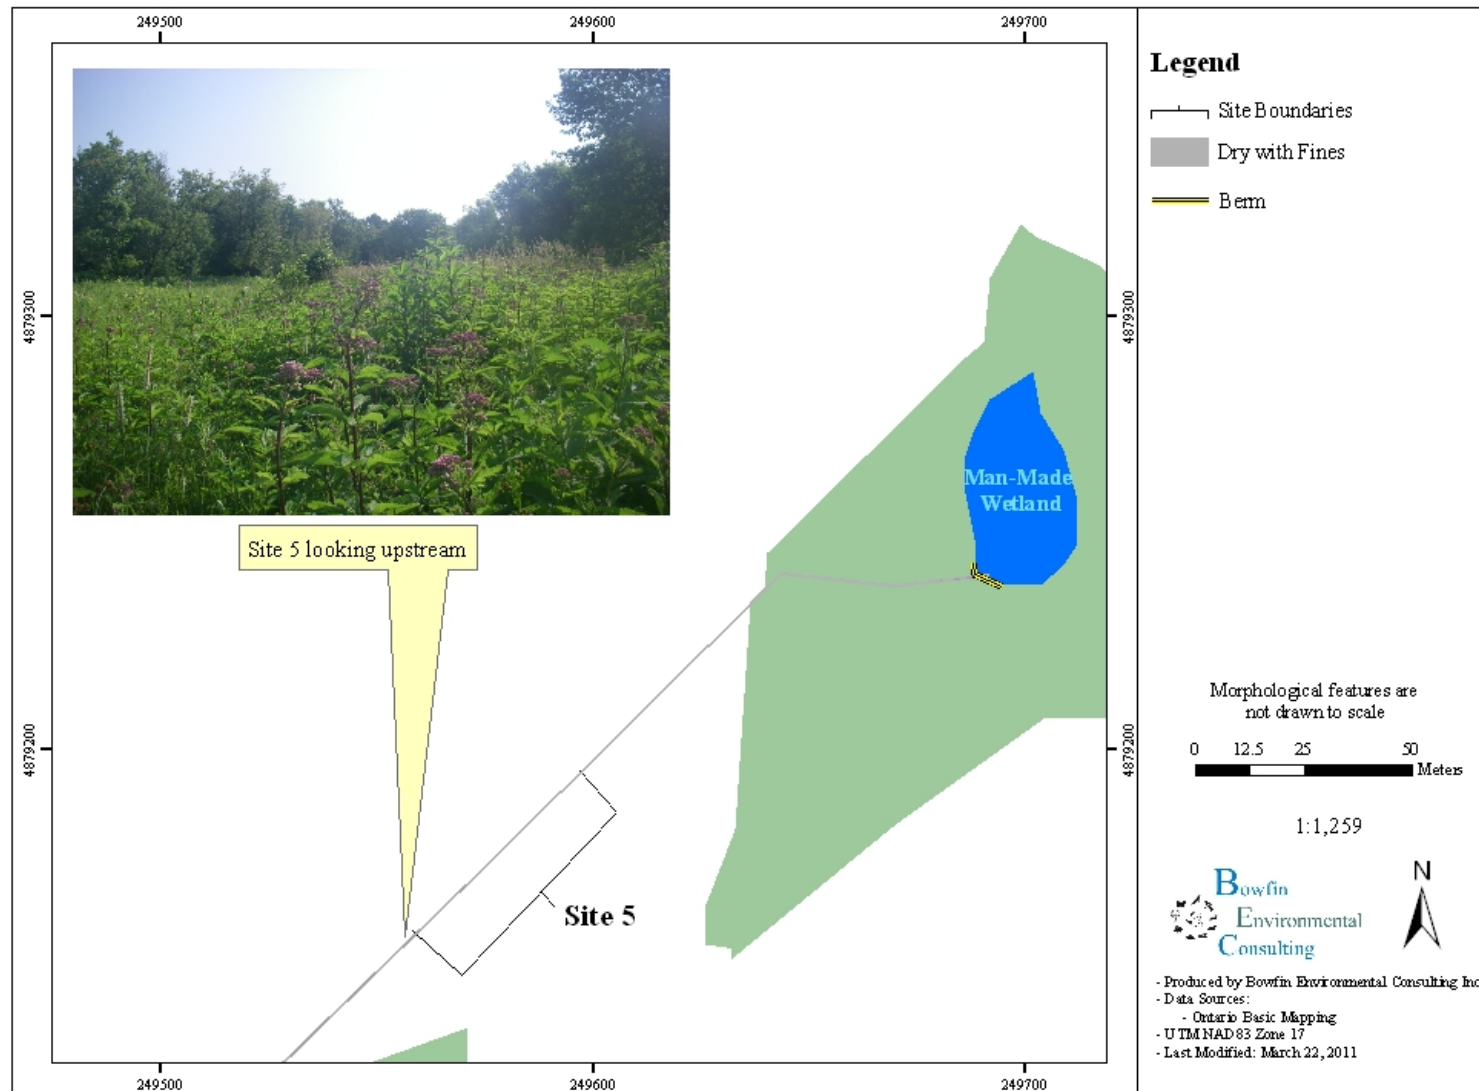 249500 249600 249700
4879300
4879200
4879300
4879200
Site 5 looking upstream
Man-Made
Wetland
Site 5
249500 249600 249700
Legend
Site Boundaries
Dry with Fines
Berm
Morphological features are
not drawn to scale
0 12.5 25 50
Meters
1:1,259
Bowfin
Environmental
Consulting
N
- Produced by Bowfin Environmental Consulting Inc
- Data Sources:
- Ontario Basic Mapping
- UTM NAD83 Zone 17
- Last Modified: March 22, 2011